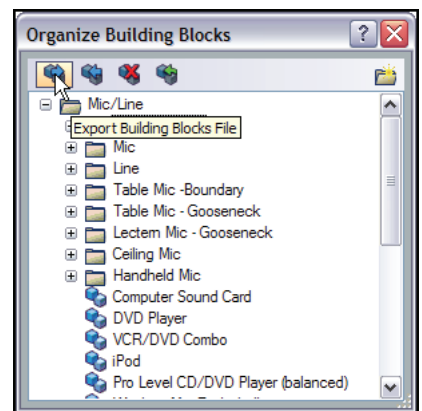 Organize Building Blocks
?
Mic/Line
Export Building Blocks File
Mic
Line
Table Mic -Boundary
Table Mic - Gooseneck
Lectern Mic - Gooseneck
Ceiling Mic
Handheld Mic
Computer Sound Card
DVD Player
VCR/DVD Combo
iPod
Pro Level CD/DVD Player (balanced)